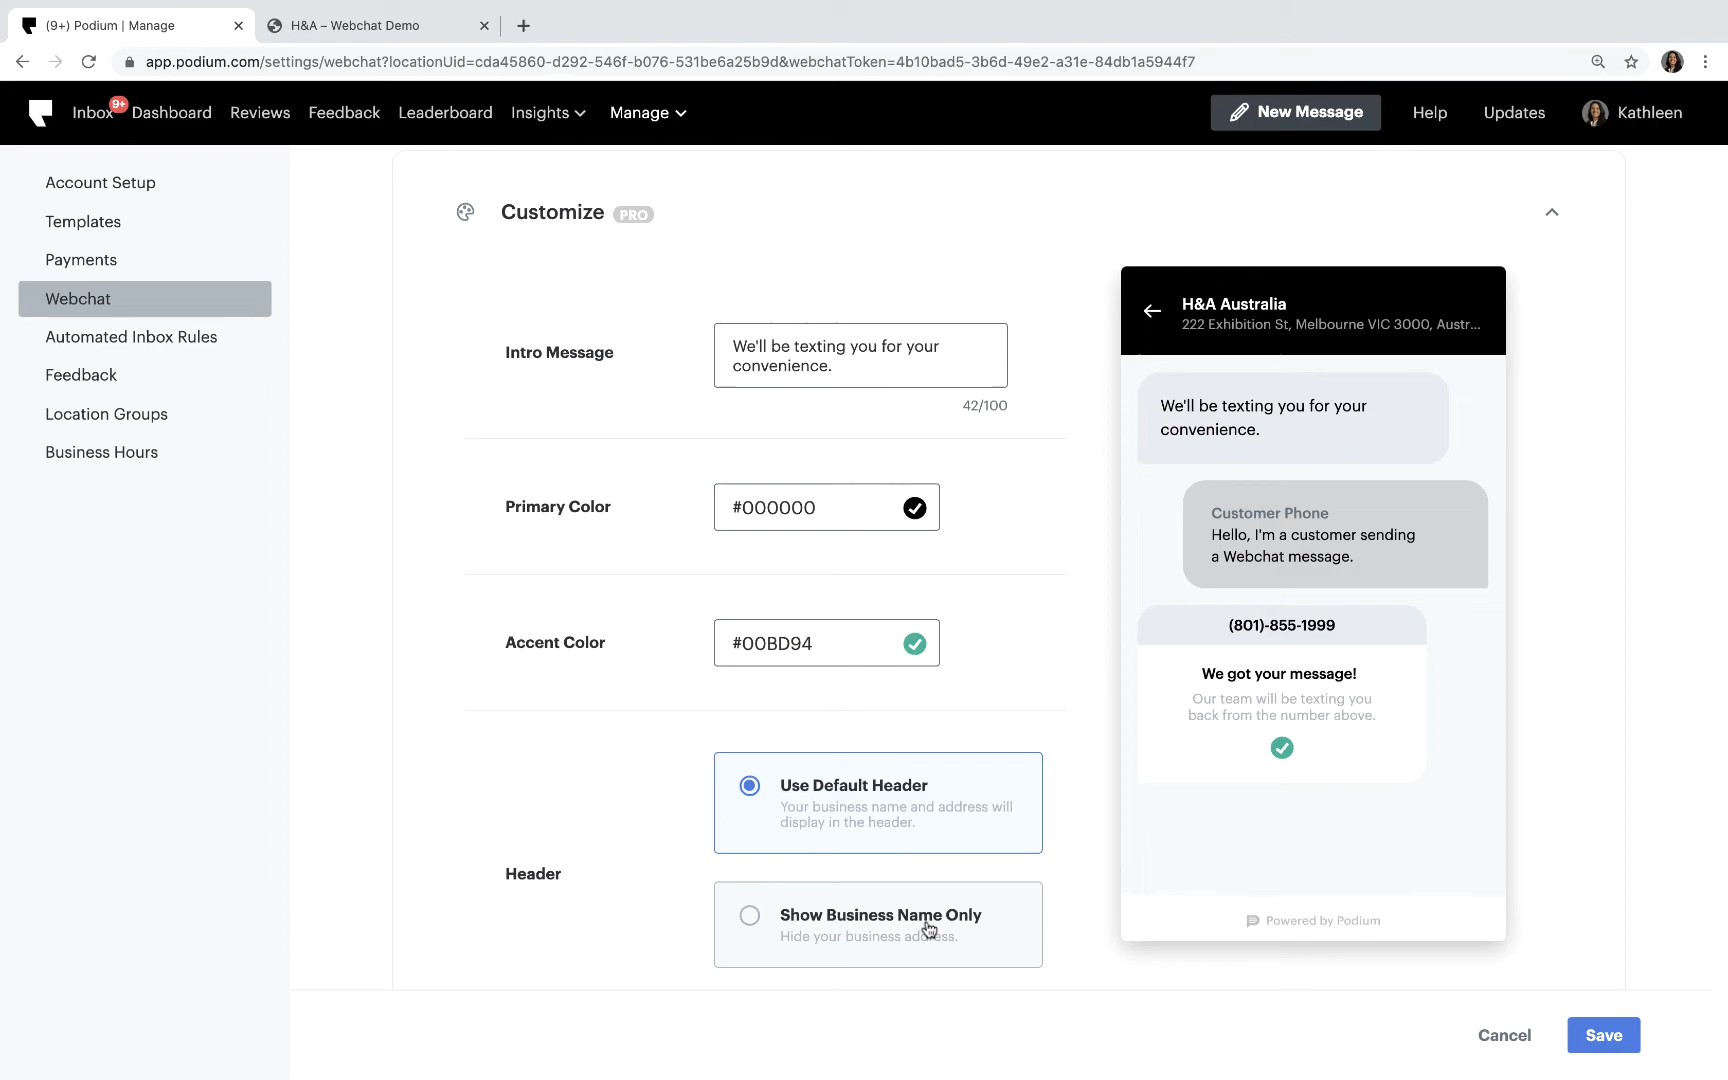 (9+) Podium | Manage
H&A – Webchat Demo
app.podium.com/settings/webchat?locationUid=cda45860-d292-546f-b076-531be6a25b9d&webchatToken=4b10bad5-3b6d-49e2-a31e-84db1a5944f7
Inbox 9+ Dashboard Reviews Feedback Leaderboard Insights Manage New Message Help Updates Kathleen
Account Setup
Templates
Payments
Webchat
Automated Inbox Rules
Feedback
Location Groups
Business Hours
Customize PRO
Intro Message
We'll be texting you for your
convenience.
42/100
Primary Color
#000000
Accent Color
#00BD94
Header
Use Default Header
Your business name and address will
display in the header.
Show Business Name Only
Hide your business address.
H&A Australia
222 Exhibition St, Melbourne VIC 3000, Austr...
We'll be texting you for your
convenience.
Customer Phone
Hello, I'm a customer sending
a Webchat message.
(801)-855-1999
We got your message!
Our team will be texting you
back from the number above.
Powered by Podium
Cancel
Save